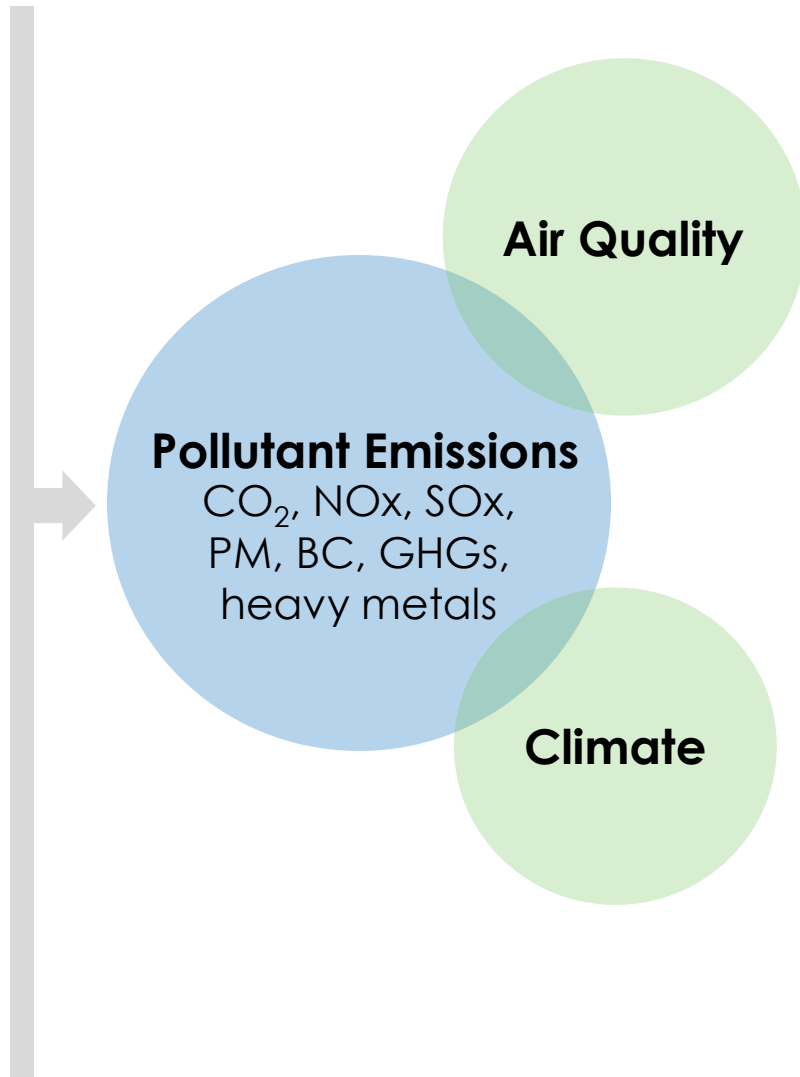 Air Quality
Pollutant Emissions
CO₂, NOx, SOx,
PM, BC, GHGs,
heavy metals
Climate